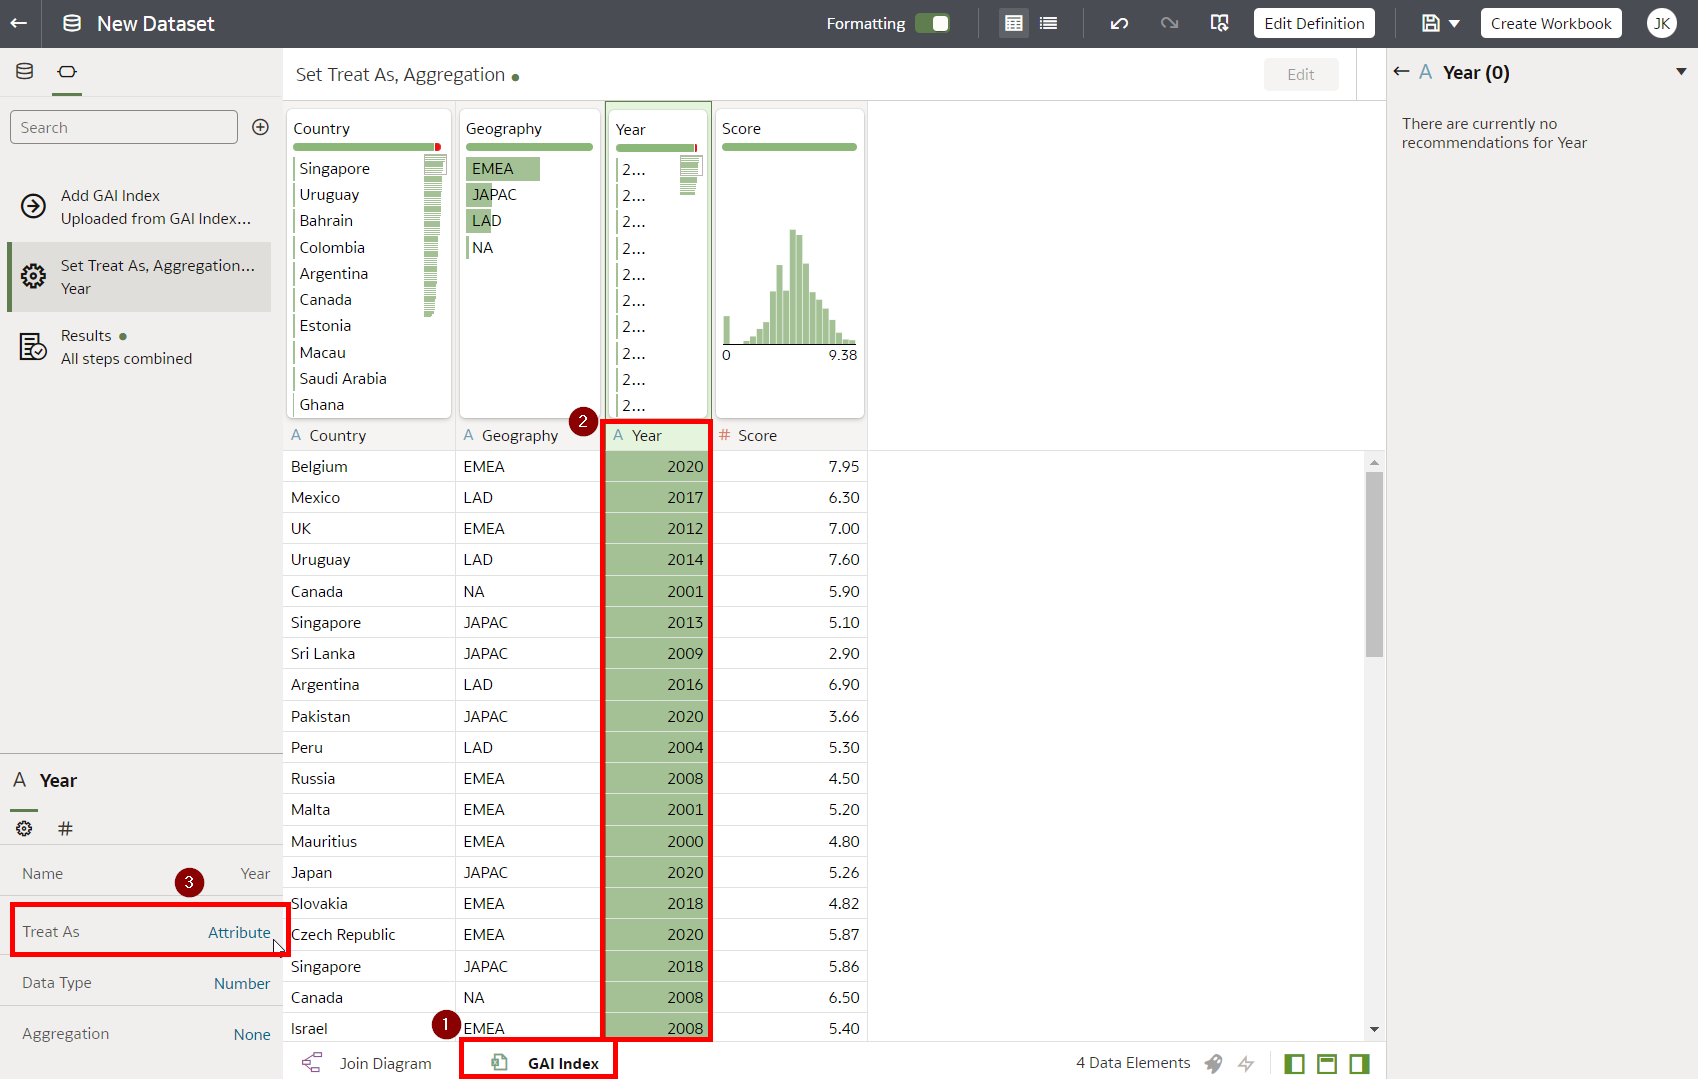 New Dataset
Formatting
Edit Definition
Create Workbook
JK
Set Treat As, Aggregation
Edit
A Year (0)
There are currently no
recommendations for Year
Search
Add GAI Index
Uploaded from GAI Index...
Set Treat As, Aggregation...
Year
Results
All steps combined
Country
Singapore
Uruguay
Bahrain
Colombia
Argentina
Canada
Estonia
Macau
Saudi Arabia
Ghana
Geography
EMEA
JAPAC
LAD
NA
Year
2...
2...
2...
2...
2...
2...
2...
2...
2...
2...
Score
0 9.38
2
A Country A Geography A Year # Score
Belgium EMEA 2020 7.95
Mexico LAD 2017 6.30
UK EMEA 2012 7.00
Uruguay LAD 2014 7.60
Canada NA 2001 5.90
Singapore JAPAC 2013 5.10
Sri Lanka JAPAC 2009 2.90
Argentina LAD 2016 6.90
Pakistan JAPAC 2020 3.66
Peru LAD 2004 5.30
Russia EMEA 2008 4.50
Malta EMEA 2001 5.20
Mauritius EMEA 2000 4.80
Japan JAPAC 2020 5.26
Slovakia EMEA 2018 4.82
Czech Republic EMEA 2020 5.87
Singapore JAPAC 2018 5.86
Canada NA 2008 6.50
Israel EMEA 2008 5.40
A Year
#
Name Year
3
Treat As Attribute
Data Type Number
Aggregation None
1
Join Diagram
GAI Index
4 Data Elements